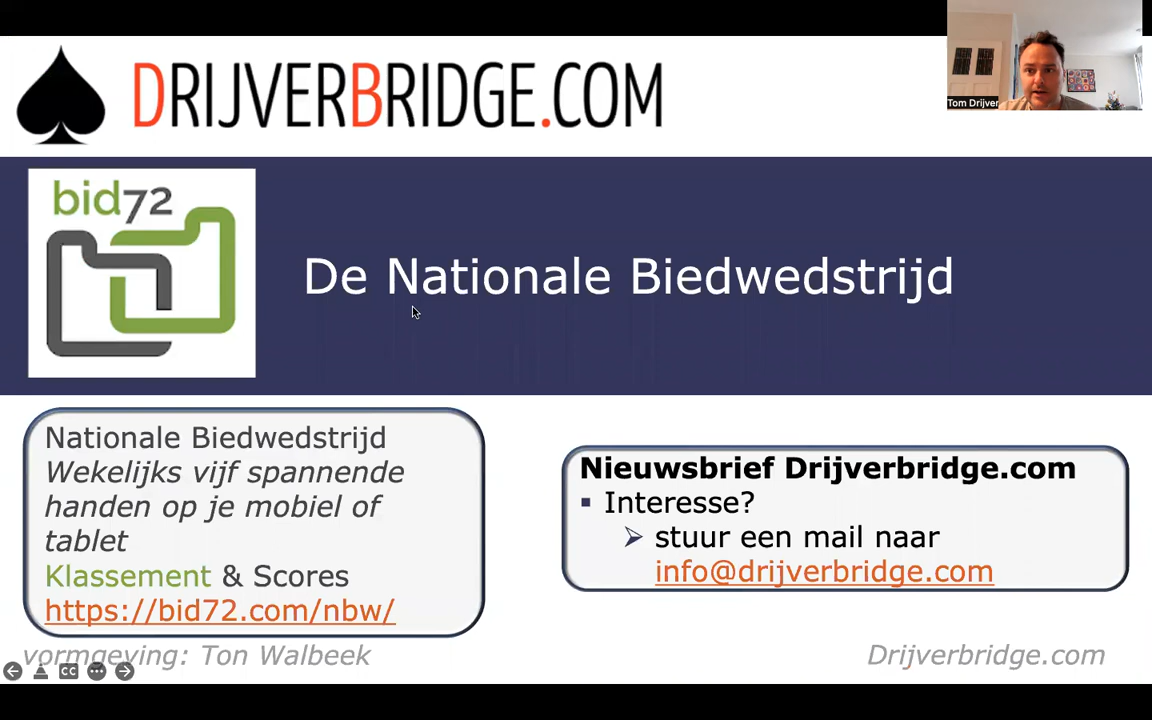 DRIJVERBRIDGE.COM
Tom Drijver
bid72
De Nationale Biedwedstrijd
Nationale Biedwedstrijd
Wekelijks vijf spannende
handen op je mobiel of
tablet
Klassement & Scores
https://bid72.com/nbw/
Nieuwsbrief Drijverbridge.com
Interesse?
stuur een mail naar
info@drijverbridge.com
vormgeving: Ton Walbeek
Drijverbridge.com
CC